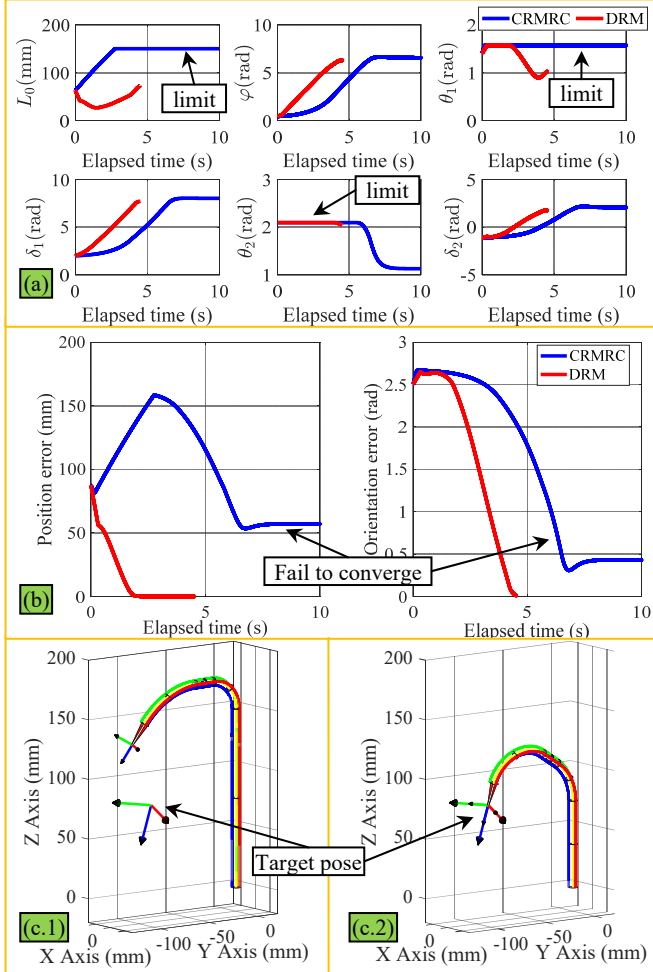 CRMRC DRM
L₀(mm)
200
150
100
50
0
0 5 10
Elapsed time (s)
limit
φ(rad)
10
5
0
0 5 10
Elapsed time (s)
θ₁(rad)
2
1
0
0 5 10
Elapsed time (s)
limit
δ₁(rad)
10
5
0
0 5 10
Elapsed time (s)
(a)
θ₂(rad)
3
2
1
0 5 10
Elapsed time (s)
limit
δ₂(rad)
5
0
-5
0 5 10
Elapsed time (s)
Position error (mm)
200
150
100
50
0
0 5 10
Elapsed time (s)
(b)
Orientation error (rad)
3
2.5
2
1.5
1
0.5
0
0 5 10
Elapsed time (s)
CRMRC
DRM
Fail to converge
Z Axis (mm)
200
150
100
50
0
0
X Axis (mm)
-100 -50 0
Y Axis (mm)
(c.1)
Target pose
Z Axis (mm)
200
150
100
50
0
0
X Axis (mm)
-100 -50 0
Y Axis (mm)
(c.2)